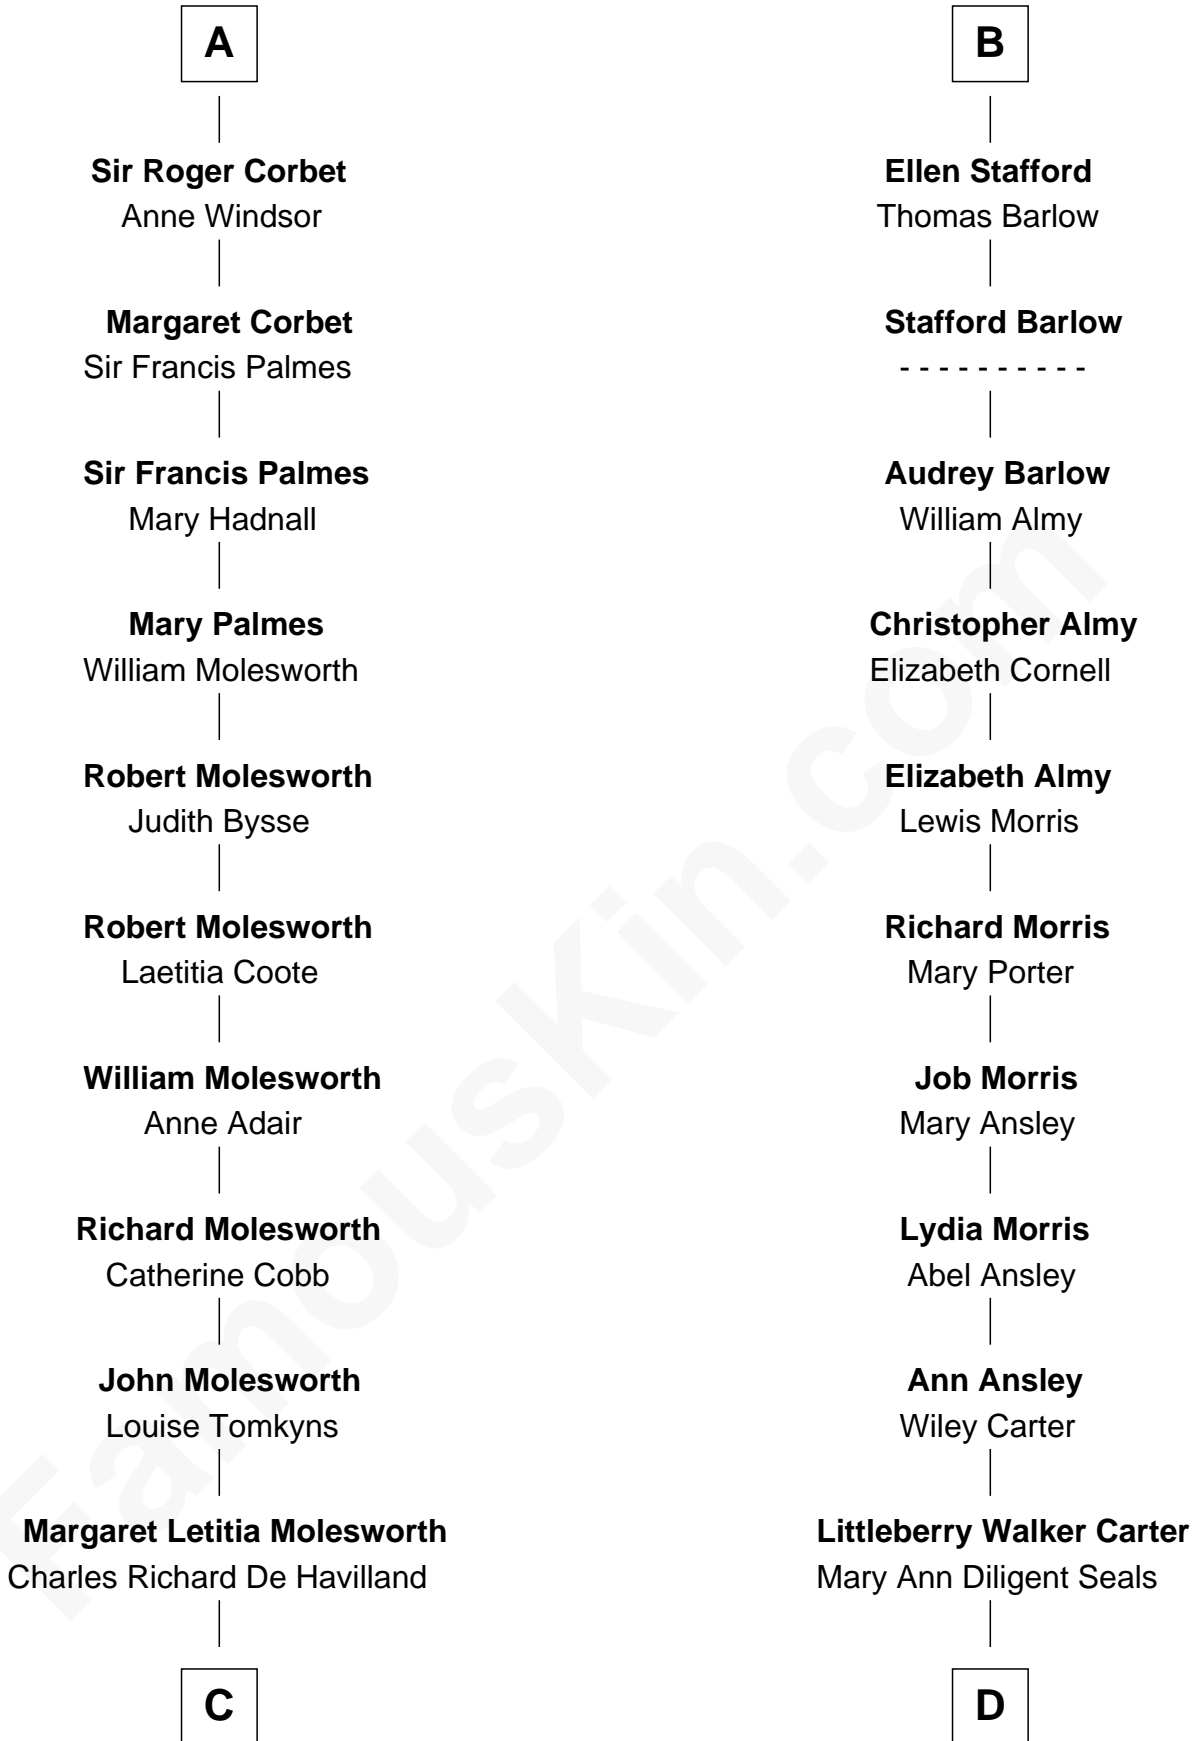 A
Sir Roger Corbet
Anne Windsor
Margaret Corbet
Sir Francis Palmes
Sir Francis Palmes
Mary Hadnall
Mary Palmes
William Molesworth
Robert Molesworth
Judith Bysse
Robert Molesworth
Laetitia Coote
William Molesworth
Anne Adair
Richard Molesworth
Catherine Cobb
John Molesworth
Louise Tomkyns
Margaret Letitia Molesworth
Charles Richard De Havilland
C
B
Ellen Stafford
Thomas Barlow
Stafford Barlow
- - - - - - - - - -
Audrey Barlow
William Almy
Christopher Almy
Elizabeth Cornell
Elizabeth Almy
Lewis Morris
Richard Morris
Mary Porter
Job Morris
Mary Ansley
Lydia Morris
Abel Ansley
Ann Ansley
Wiley Carter
Littleberry Walker Carter
Mary Ann Diligent Seals
D
FamousKin.com